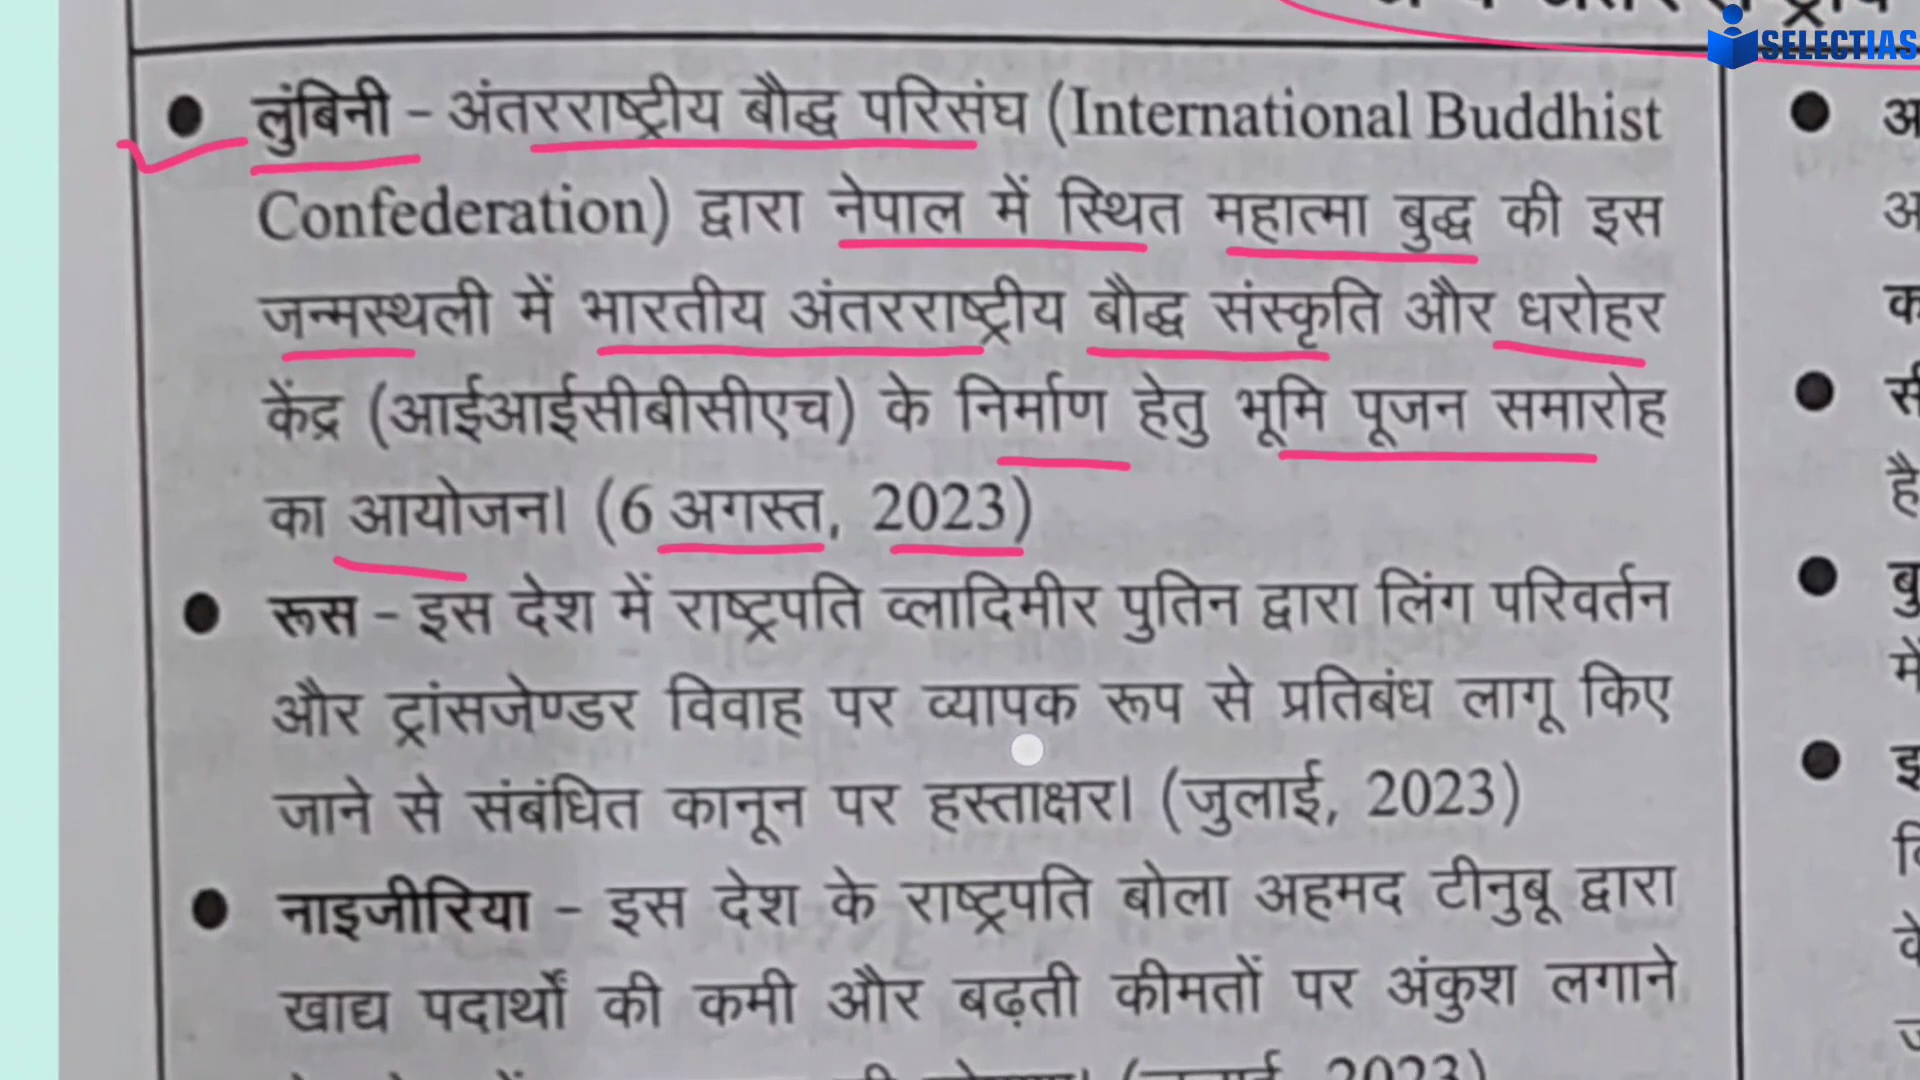 SELECTIAS
● लुंबिनी – अंतरराष्ट्रीय बौद्ध परिसंघ (International Buddhist
Confederation) द्वारा नेपाल में स्थित महात्मा बुद्ध की इस
जन्मस्थली में भारतीय अंतरराष्ट्रीय बौद्ध संस्कृति और धरोहर
केंद्र (आईआईसीबीसीएच) के निर्माण हेतु भूमि पूजन समारोह
का आयोजन। (6 अगस्त, 2023)
● रूस – इस देश में राष्ट्रपति व्लादिमीर पुतिन द्वारा लिंग परिवर्तन
और ट्रांसजेण्डर विवाह पर व्यापक रूप से प्रतिबंध लागू किए
जाने से संबंधित कानून पर हस्ताक्षर। (जुलाई, 2023)
● नाइजीरिया – इस देश के राष्ट्रपति बोला अहमद टीनुबू द्वारा
खाद्य पदार्थों की कमी और बढ़ती कीमतों पर अंकुश लगाने